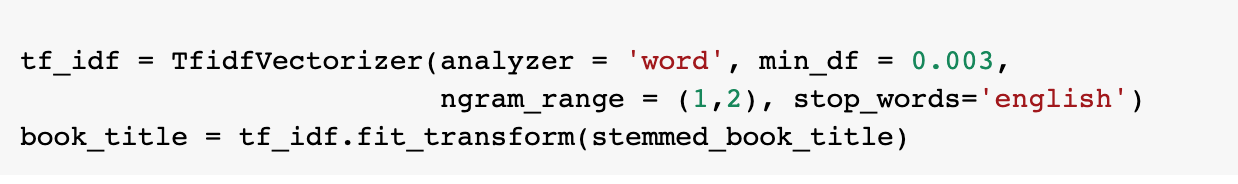 tf_idf = TfidfVectorizer(analyzer = 'word', min_df = 0.003,
                         ngram_range = (1,2), stop_words='english')
book_title = tf_idf.fit_transform(stemmed_book_title)